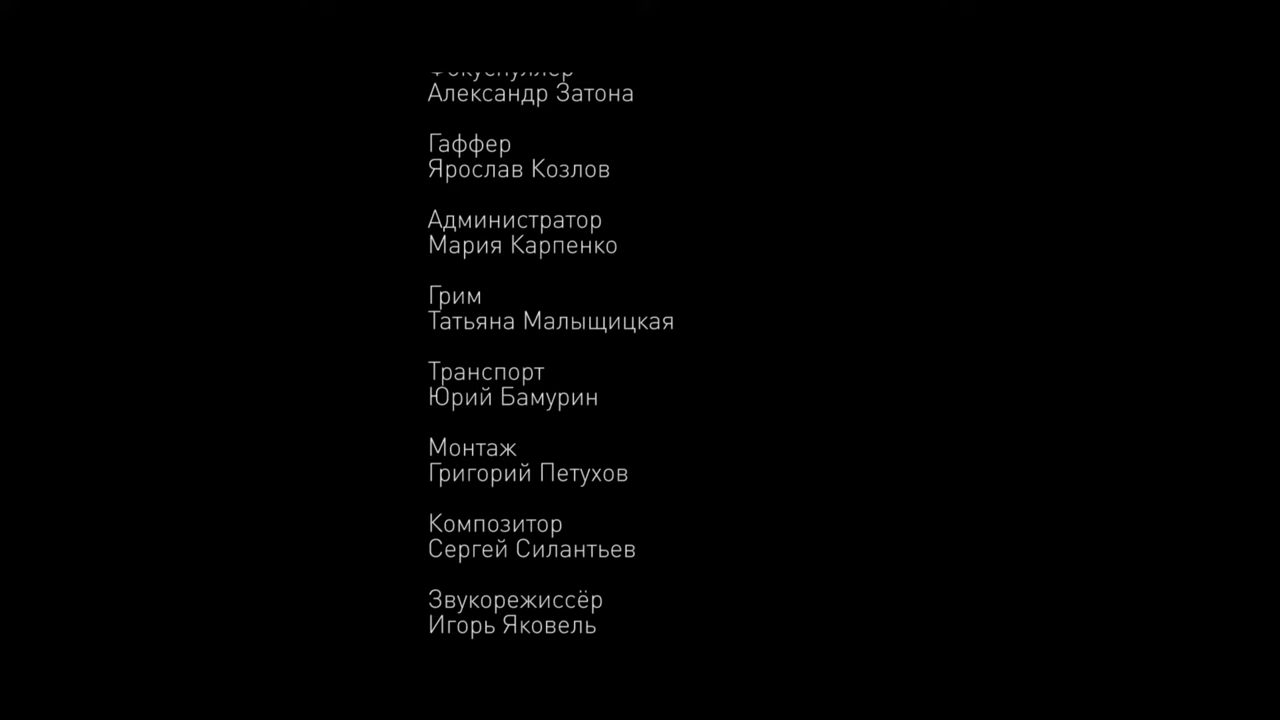 Фокуспуллер
Александр Затона
Гаффер
Ярослав Козлов
Администратор
Мария Карпенко
Грим
Татьяна Малыщицкая
Транспорт
Юрий Бамурин
Монтаж
Григорий Петухов
Композитор
Сергей Силантьев
Звукорежиссёр
Игорь Яковель